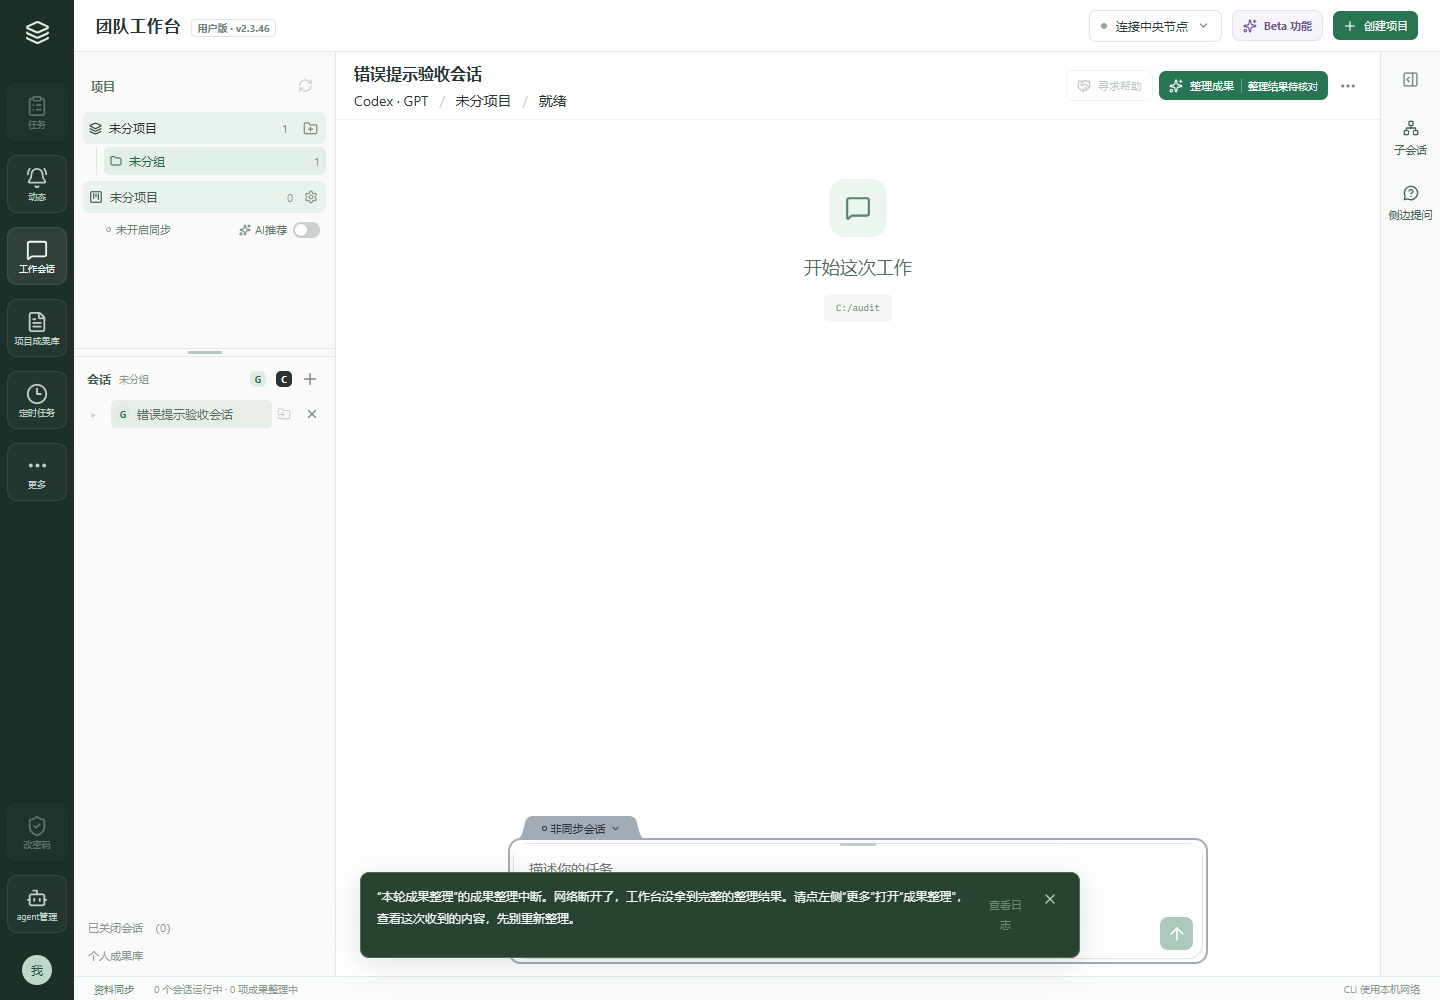 团队工作台
用户版 · v2.3.46
连接中央节点
Beta 功能
创建项目
任务
动态
工作会话
项目成果库
定时任务
更多
改密码
agent管理
我
项目
未分项目 1
未分组 1
未分项目 0
未开启同步 AI推荐
会话 未分组 G C
G 错误提示验收会话
已关闭会话 (0)
个人成果库
错误提示验收会话
Codex · GPT / 未分项目 / 就绪
寻求帮助
整理成果 整理结果待核对
开始这次工作
C:/audit
子会话
侧边提问
非同步会话
描述你的任务
“本轮成果整理”的成果整理中断。网络断开了，工作台没拿到完整的整理结果。请点左侧“更多”打开“成果整理”，
查看这次收到的内容，先别重新整理。
查看日
志
资料同步 0 个会话运行中 · 0 项成果整理中
CLI 使用本机网络